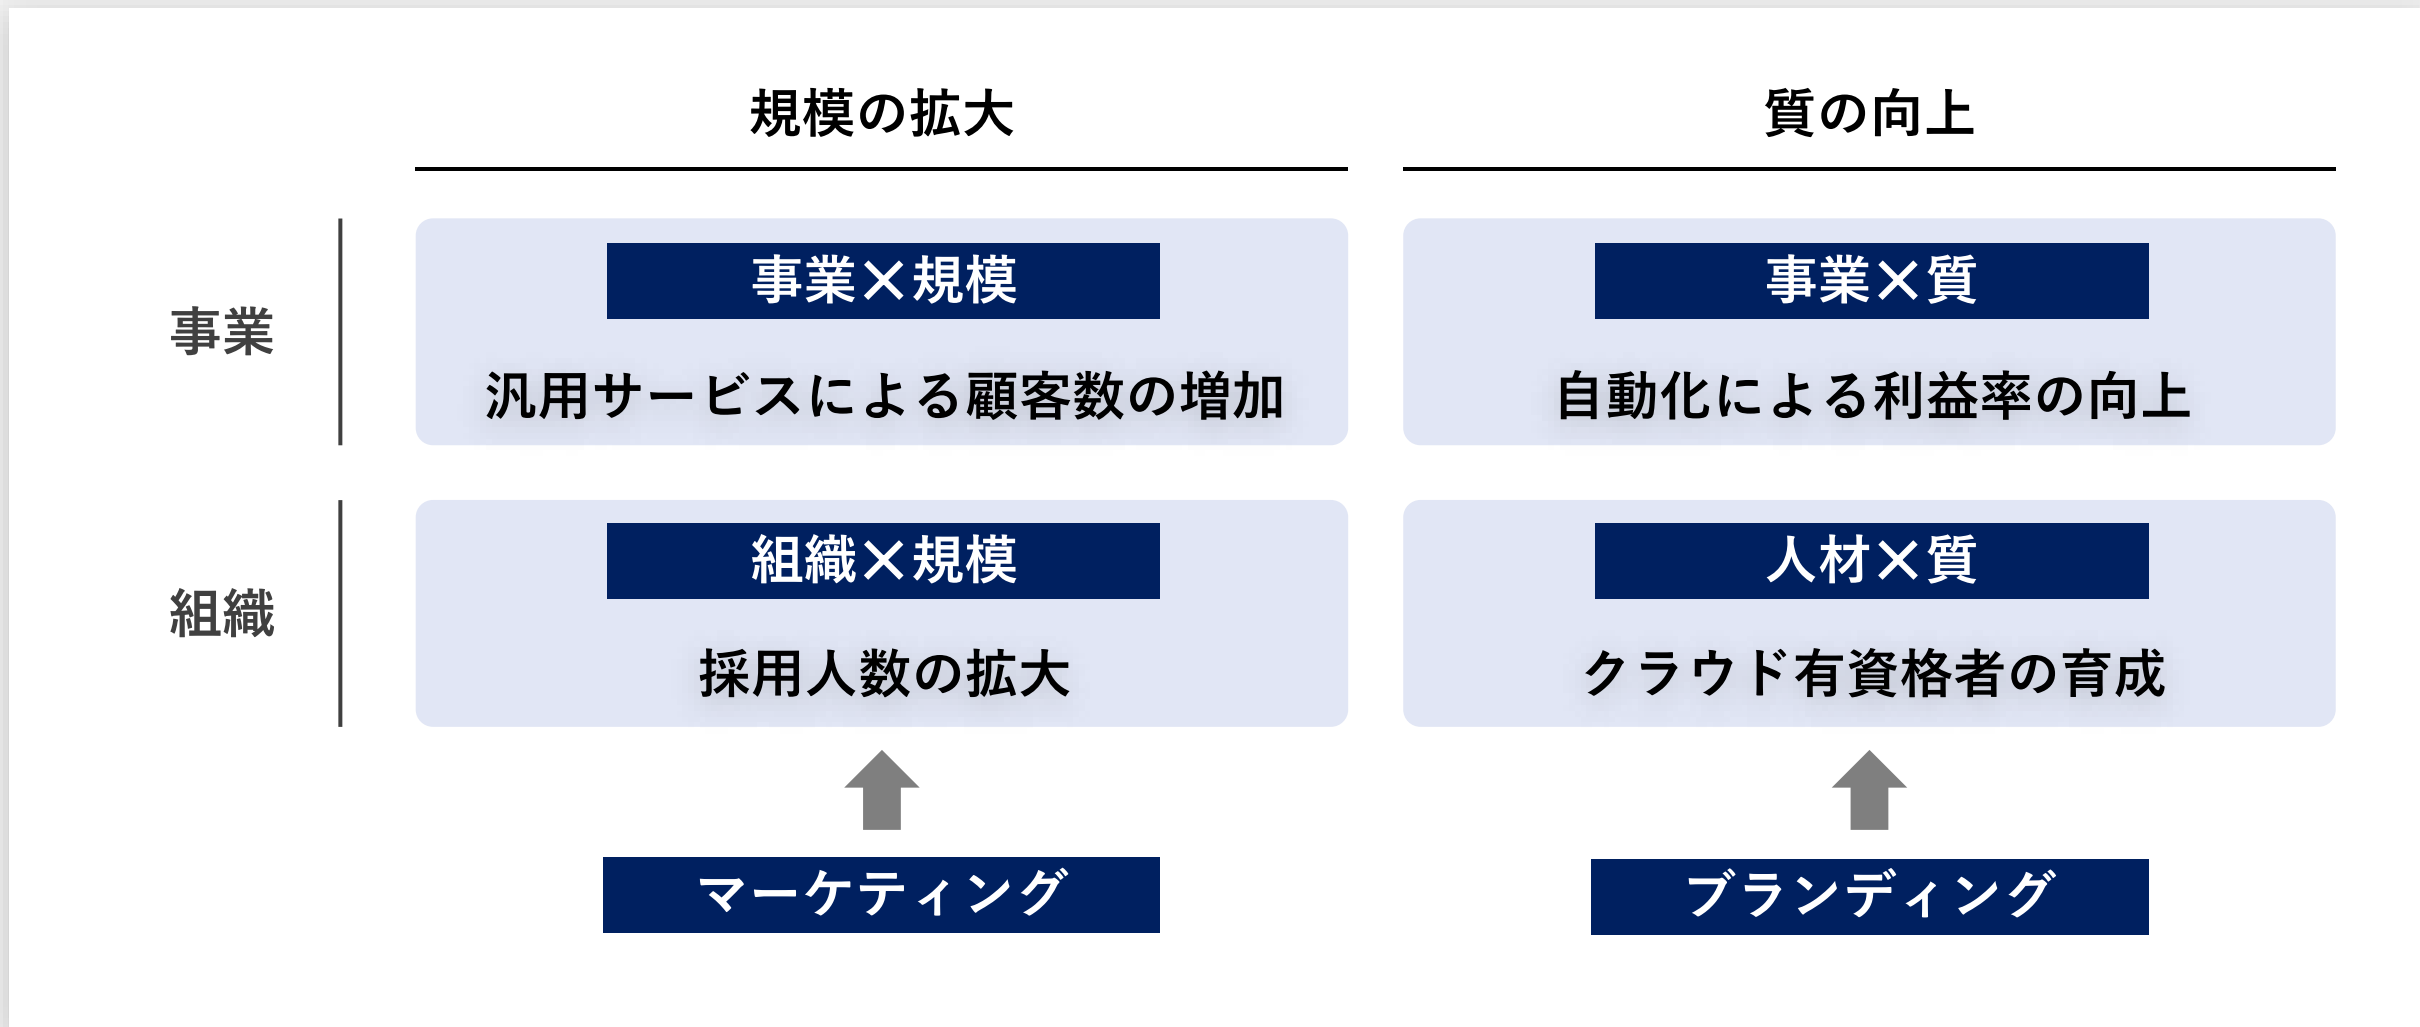 規模の拡大
質の向上
事業
事業×規模
汎用サービスによる顧客数の増加
事業×質
自動化による利益率の向上
組織
組織×規模
採用人数の拡大
人材×質
クラウド有資格者の育成
マーケティング
ブランディング